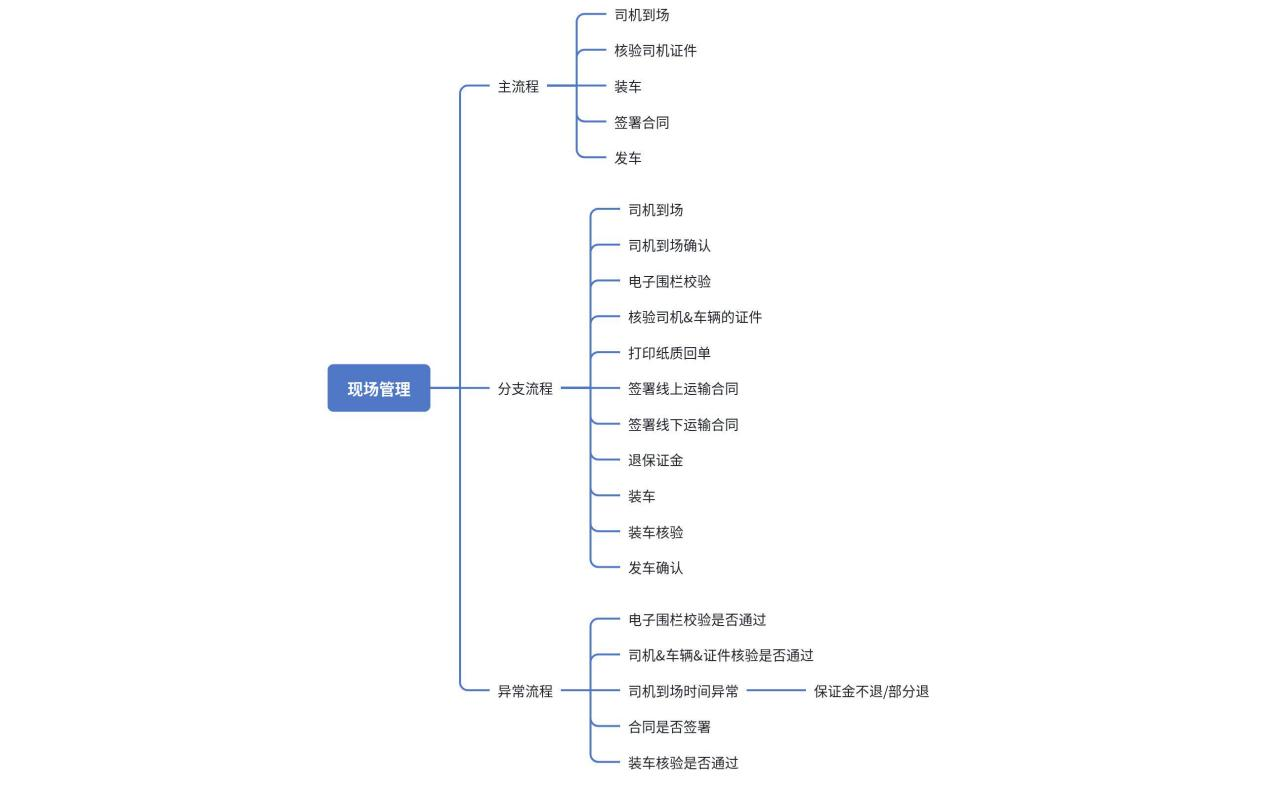 现场管理
主流程
司机到场
核验司机证件
装车
签署合同
发车
分支流程
司机到场
司机到场确认
电子围栏校验
核验司机&车辆的证件
打印纸质回单
签署线上运输合同
签署线下运输合同
退保证金
装车
装车核验
发车确认
异常流程
电子围栏校验是否通过
司机&车辆&证件核验是否通过
司机到场时间异常
保证金不退/部分退
合同是否签署
装车核验是否通过